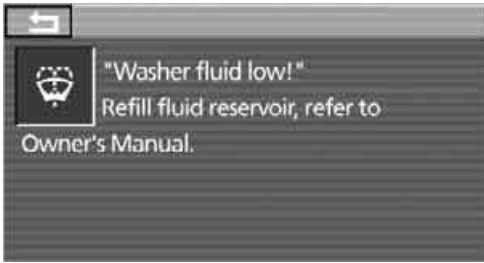 "Washer fluid low!"
Refill fluid reservoir, refer to
Owner's Manual.